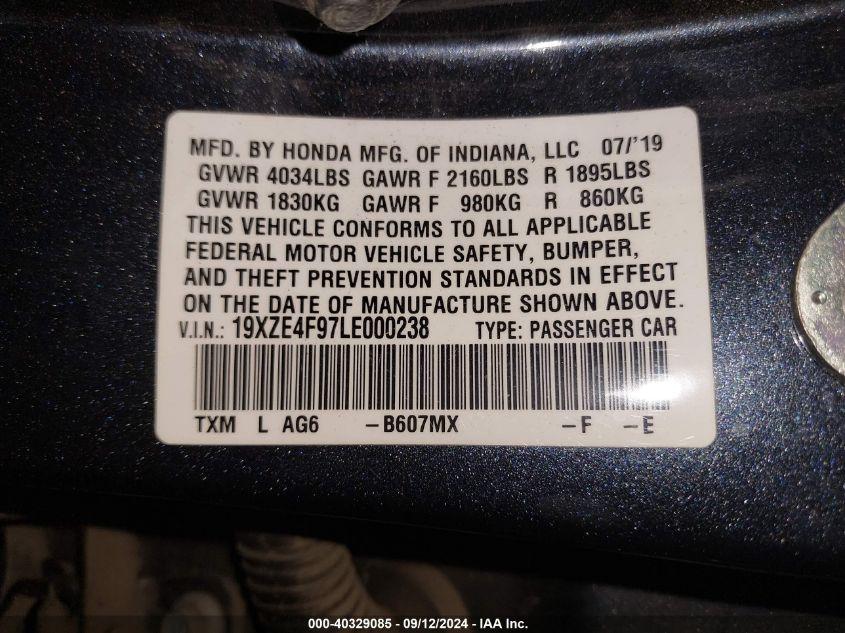 MFD. BY HONDA MFG. OF INDIANA, LLC 07/'19
GVWR 4034LBS GAWR F 2160LBS R 1895LBS
GVWR 1830KG GAWR F 980KG R 860KG
THIS VEHICLE CONFORMS TO ALL APPLICABLE
FEDERAL MOTOR VEHICLE SAFETY, BUMPER,
AND THEFT PREVENTION STANDARDS IN EFFECT
ON THE DATE OF MANUFACTURE SHOWN ABOVE.
V.I.N.: 19XZE4F97LE000238 TYPE: PASSENGER CAR
TXM L AG6 -B607MX -F -E
000-40329085 - 09/12/2024 - IAA Inc.